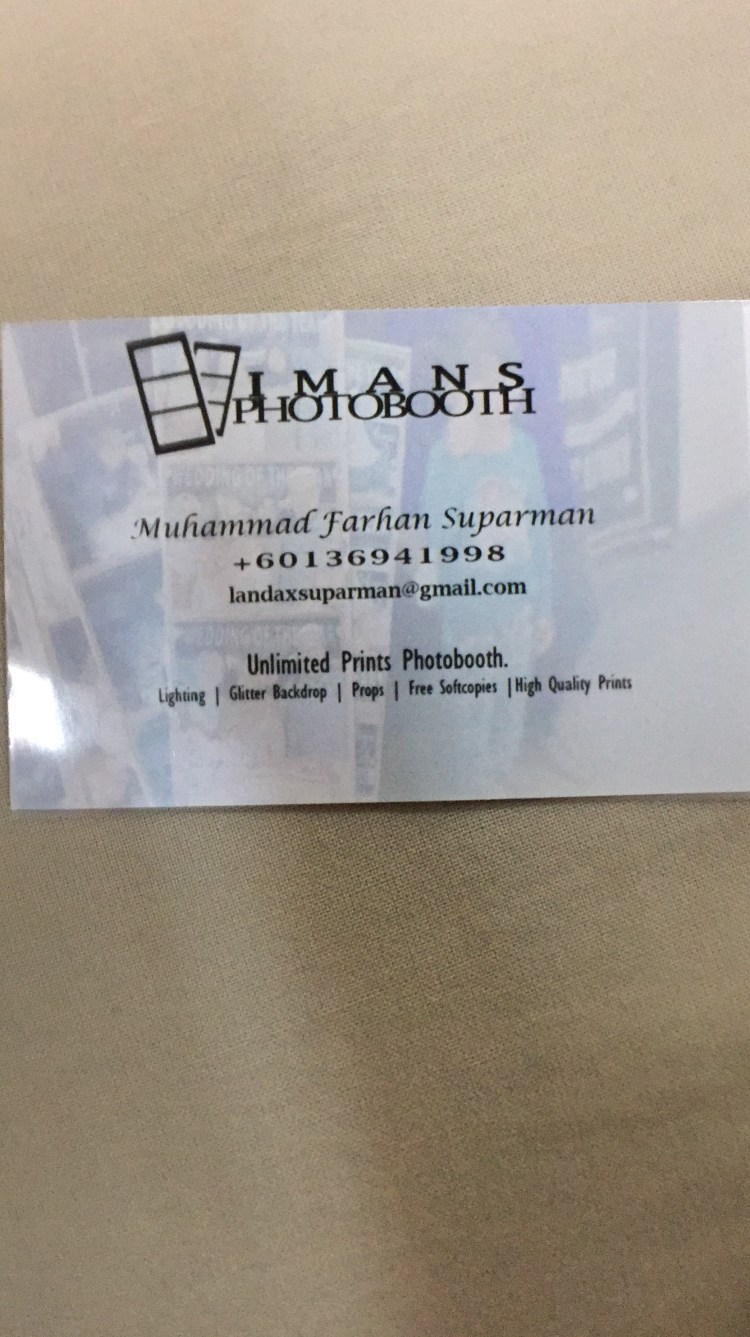 IMANS
PHOTOBOOTH
Muhammad Farhan Suparman
+60136941998
landaxsuparman@gmail.com
Unlimited Prints Photobooth.
Lighting | Glitter Backdrop | Props | Free Softcopies |High Quality Prints